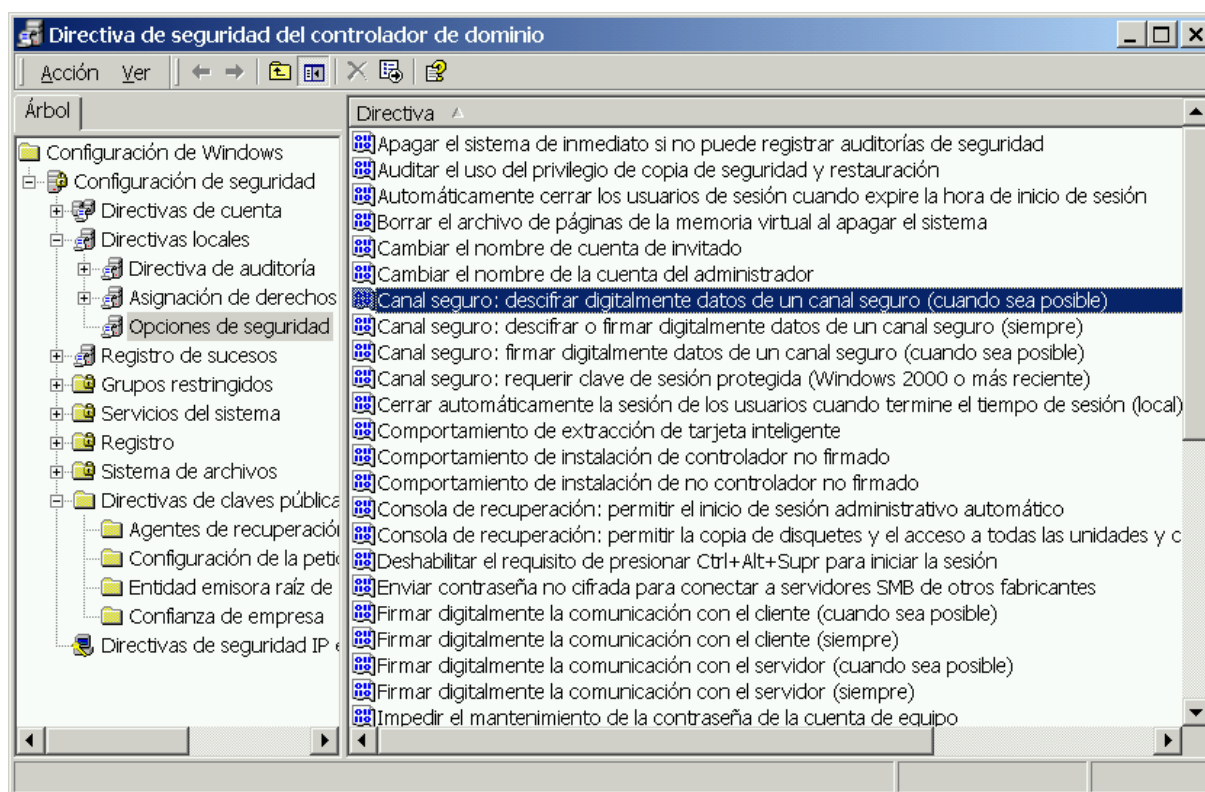 Directiva de seguridad del controlador de dominio
Acción Ver
Árbol
Configuración de Windows
Configuración de seguridad
Directivas de cuenta
Directivas locales
Directiva de auditoría
Asignación de derechos
Opciones de seguridad
Registro de sucesos
Grupos restringidos
Servicios del sistema
Registro
Sistema de archivos
Directivas de claves pública
Agentes de recuperació
Configuración de la peti
Entidad emisora raíz de
Confianza de empresa
Directivas de seguridad IP e
Directiva
Apagar el sistema de inmediato si no puede registrar auditorías de seguridad
Auditar el uso del privilegio de copia de seguridad y restauración
Automáticamente cerrar los usuarios de sesión cuando expire la hora de inicio de sesión
Borrar el archivo de páginas de la memoria virtual al apagar el sistema
Cambiar el nombre de cuenta de invitado
Cambiar el nombre de la cuenta del administrador
Canal seguro: descifrar digitalmente datos de un canal seguro (cuando sea posible)
Canal seguro: descifrar o firmar digitalmente datos de un canal seguro (siempre)
Canal seguro: firmar digitalmente datos de un canal seguro (cuando sea posible)
Canal seguro: requerir clave de sesión protegida (Windows 2000 o más reciente)
Cerrar automáticamente la sesión de los usuarios cuando termine el tiempo de sesión (local)
Comportamiento de extracción de tarjeta inteligente
Comportamiento de instalación de controlador no firmado
Comportamiento de instalación de no controlador no firmado
Consola de recuperación: permitir el inicio de sesión administrativo automático
Consola de recuperación: permitir la copia de disquetes y el acceso a todas las unidades y c
Deshabilitar el requisito de presionar Ctrl+Alt+Supr para iniciar la sesión
Enviar contraseña no cifrada para conectar a servidores SMB de otros fabricantes
Firmar digitalmente la comunicación con el cliente (cuando sea posible)
Firmar digitalmente la comunicación con el cliente (siempre)
Firmar digitalmente la comunicación con el servidor (cuando sea posible)
Firmar digitalmente la comunicación con el servidor (siempre)
Impedir el mantenimiento de la contraseña de la cuenta de equipo